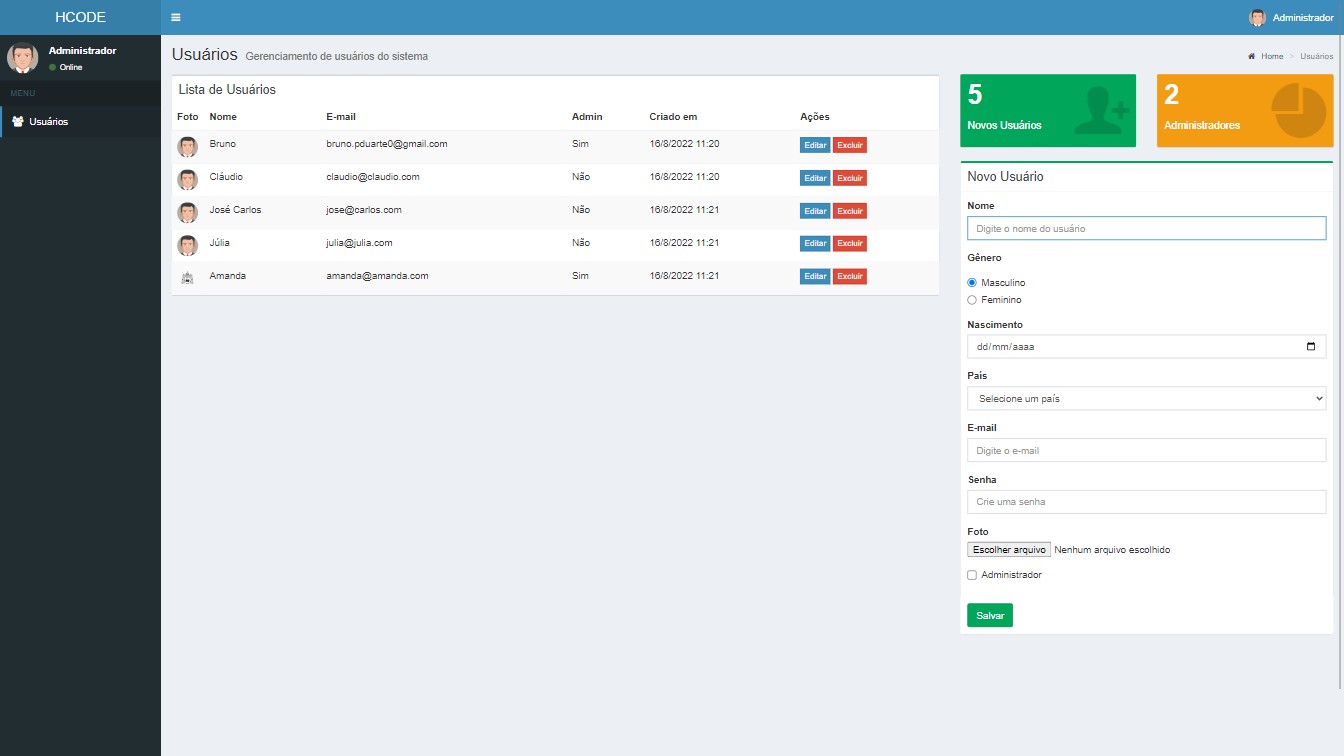 HCODE
Administrador
Administrador
Online
MENU
Usuários
Usuários Gerenciamento de usuários do sistema
Home > Usuários
Lista de Usuários
Foto Nome E-mail Admin Criado em Ações
Bruno bruno.pduarte0@gmail.com Sim 16/8/2022 11:20 Editar Excluir
Cláudio claudio@claudio.com Não 16/8/2022 11:20 Editar Excluir
José Carlos jose@carlos.com Não 16/8/2022 11:21 Editar Excluir
Júlia julia@julia.com Não 16/8/2022 11:21 Editar Excluir
Amanda amanda@amanda.com Sim 16/8/2022 11:21 Editar Excluir
5
Novos Usuários
2
Administradores
Novo Usuário
Nome
Digite o nome do usuário
Gênero
Masculino
Feminino
Nascimento
dd/mm/aaaa
País
Selecione um país
E-mail
Digite o e-mail
Senha
Crie uma senha
Foto
Escolher arquivo Nenhum arquivo escolhido
Administrador
Salvar